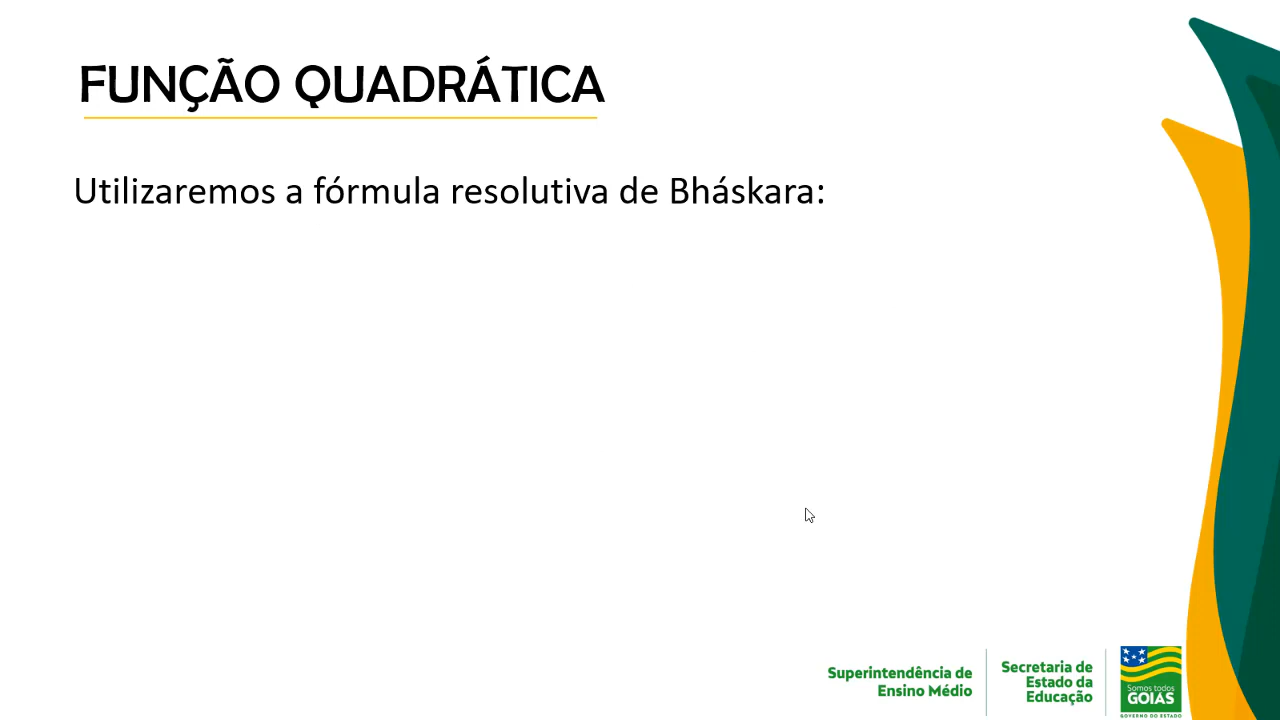 FUNÇÃO QUADRÁTICA
Utilizaremos a fórmula resolutiva de Bháskara:
Superintendência de
Ensino Médio
Secretaria de
Estado da
Educação
Somos todos
GOIÁS
GOVERNO DO ESTADO